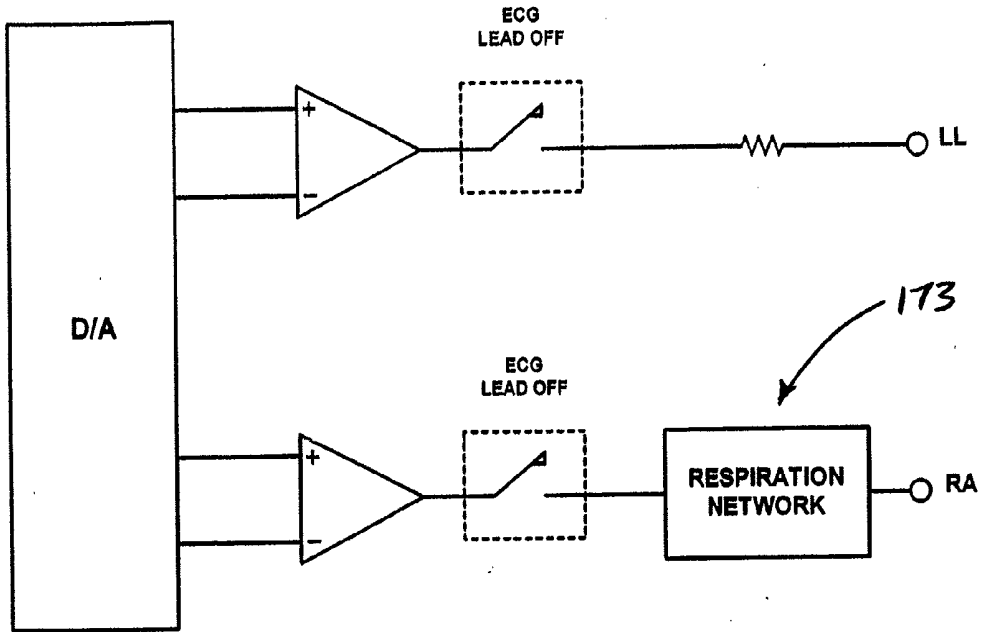 ECG
LEAD OFF
+
-
LL
D/A
173
ECG
LEAD OFF
+
-
RESPIRATION
NETWORK
RA